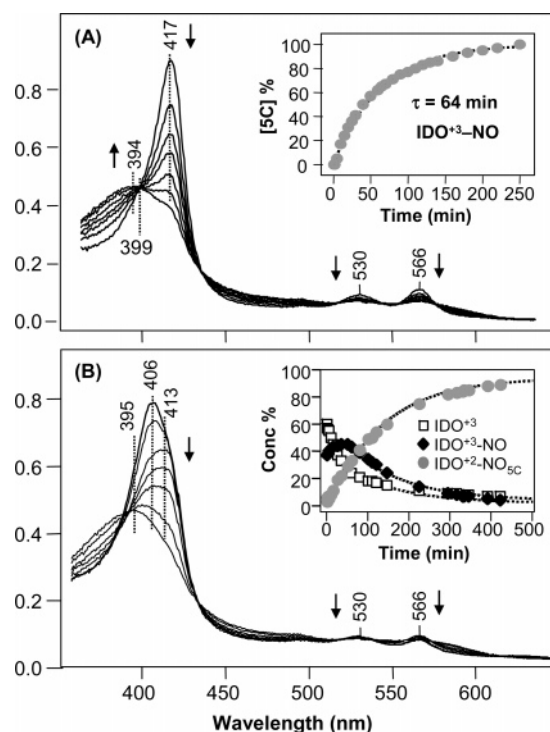 (A)
417
394
399
530
566
0.8
0.6
0.4
0.2
0.0
100
80
60
40
20
0
[5C] %
τ = 64 min
IDO+3–NO
0 50 100 150 200 250
Time (min)
(B)
395
406
413
530
566
0.8
0.6
0.4
0.2
0.0
100
80
60
40
20
0
Conc %
IDO+3
IDO+3-NO
IDO+2-NO5C
0 100 200 300 400 500
Time (min)
400 450 500 550 600
Wavelength (nm)